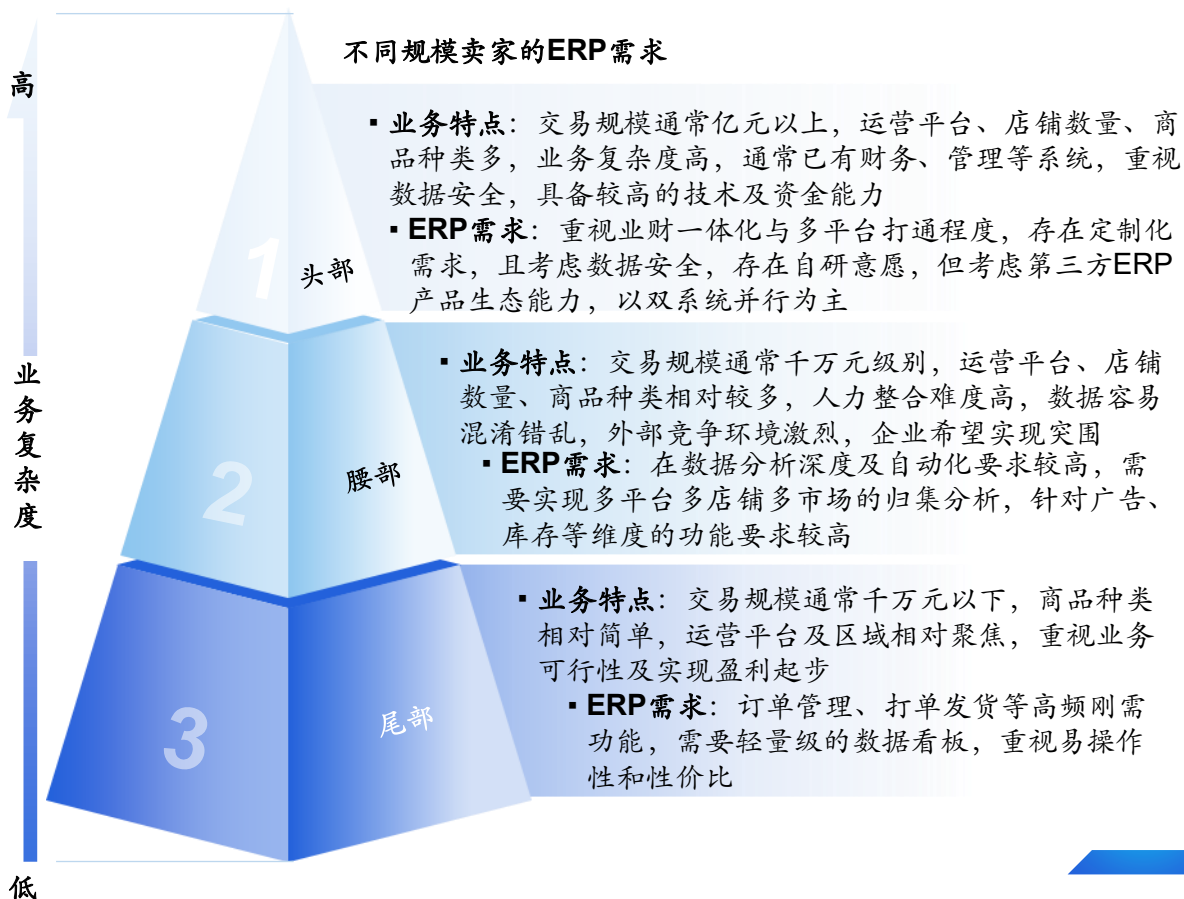 不同规模卖家的ERP需求
高
▪ 业务特点：交易规模通常亿元以上，运营平台、店铺数量、商
品种类多，业务复杂度高，通常已有财务、管理等系统，重视
数据安全，具备较高的技术及资金能力
▪ ERP需求：重视业财一体化与多平台打通程度，存在定制化
需求，且考虑数据安全，存在自研意愿，但考虑第三方ERP
产品生态能力，以双系统并行为主
1
头部
业务复杂度
▪ 业务特点：交易规模通常千万元级别，运营平台、店铺
数量、商品种类相对较多，人力整合难度高，数据容易
混淆错乱，外部竞争环境激烈，企业希望实现突围
▪ ERP需求：在数据分析深度及自动化要求较高，需
要实现多平台多店铺多市场的归集分析，针对广告、
库存等维度的功能要求较高
2
腰部
▪ 业务特点：交易规模通常千万元以下，商品种类
相对简单，运营平台及区域相对聚焦，重视业务
可行性及实现盈利起步
▪ ERP需求：订单管理、打单发货等高频刚需
功能，需要轻量级的数据看板，重视易操作
性和性价比
3
尾部
低